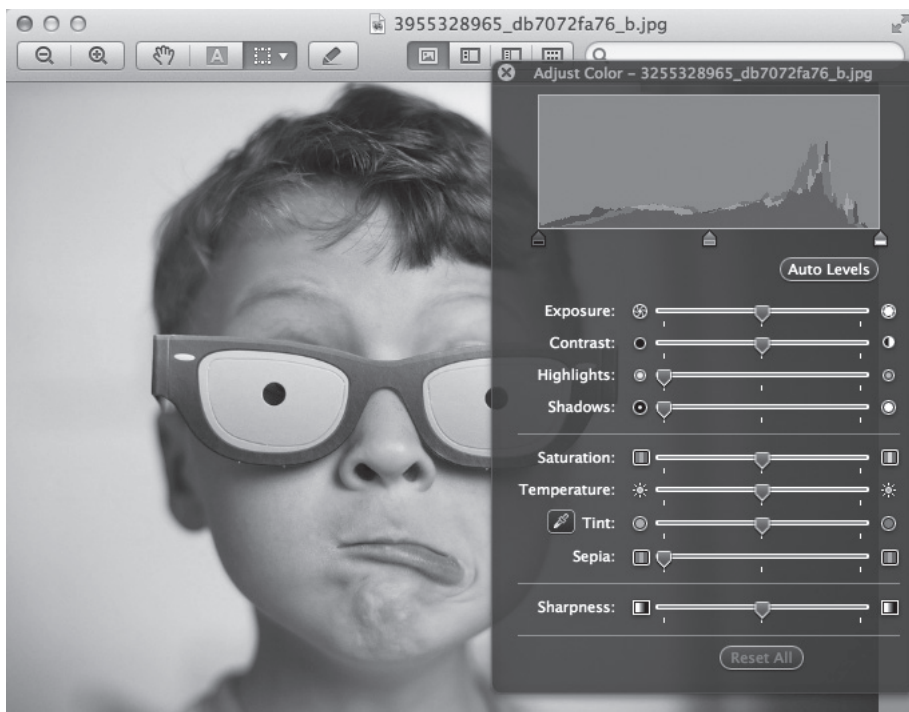 3955328965_db7072fa76_b.jpg
A
Adjust Color – 3255328965_db7072fa76_b.jpg
Auto Levels
Exposure:
Contrast:
Highlights:
Shadows:
Saturation:
Temperature:
Tint:
Sepia:
Sharpness:
Reset All